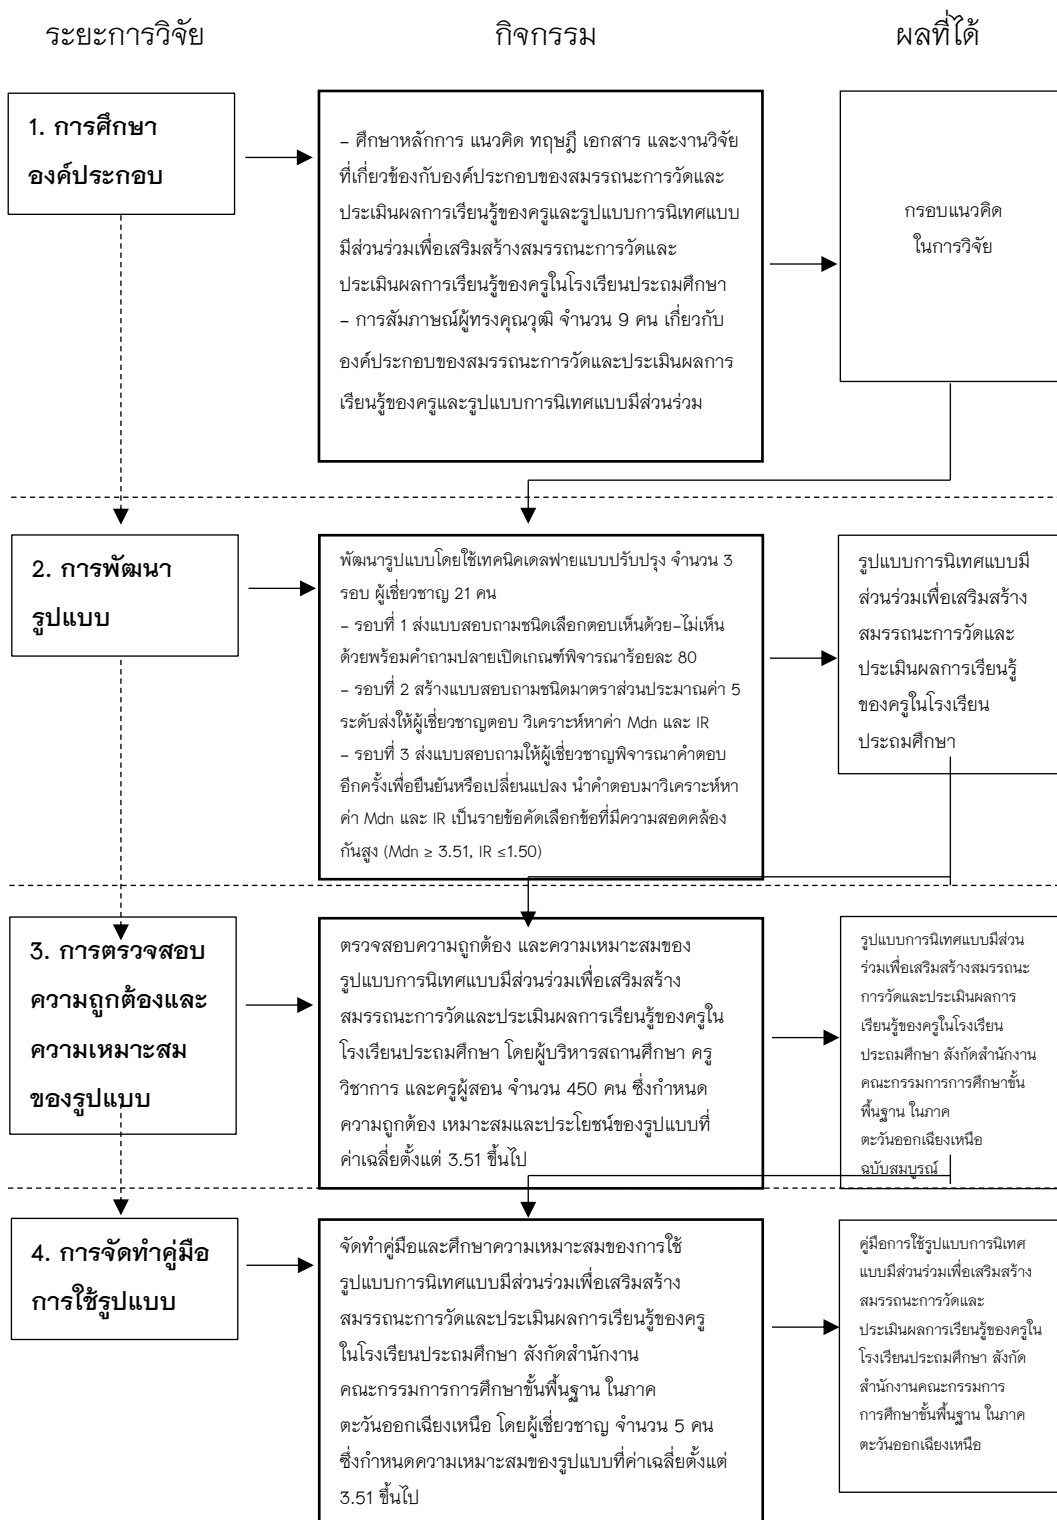 ระยะการวิจัย
กิจกรรม
ผลที่ได้
1. การศึกษา
องค์ประกอบ
- ศึกษาหลักการ แนวคิด ทฤษฎี เอกสาร และงานวิจัย
ที่เกี่ยวข้องกับองค์ประกอบของสมรรถนะการวัดและ
ประเมินผลการเรียนรู้ของครูและรูปแบบการนิเทศแบบ
มีส่วนร่วมเพื่อเสริมสร้างสมรรถนะการวัดและ
ประเมินผลการเรียนรู้ของครูในโรงเรียนประถมศึกษา
- การสัมภาษณ์ผู้ทรงคุณวุฒิ จำนวน 9 คน เกี่ยวกับ
องค์ประกอบของสมรรถนะการวัดและประเมินผลการ
เรียนรู้ของครูและรูปแบบการนิเทศแบบมีส่วนร่วม
กรอบแนวคิด
ในการวิจัย
2. การพัฒนา
รูปแบบ
พัฒนารูปแบบโดยใช้เทคนิคเดลฟายแบบปรับปรุง จำนวน 3
รอบ ผู้เชี่ยวชาญ 21 คน
- รอบที่ 1 ส่งแบบสอบถามชนิดเลือกตอบเห็นด้วย-ไม่เห็น
ด้วยพร้อมคำถามปลายเปิดเกณฑ์พิจารณาร้อยละ 80
- รอบที่ 2 สร้างแบบสอบถามชนิดมาตราส่วนประมาณค่า 5
ระดับส่งให้ผู้เชี่ยวชาญตอบ วิเคราะห์หาค่า Mdn และ IR
- รอบที่ 3 ส่งแบบสอบถามให้ผู้เชี่ยวชาญพิจารณาคำตอบ
อีกครั้งเพื่อยืนยันหรือเปลี่ยนแปลง นำคำตอบมาวิเคราะห์หา
ค่า Mdn และ IR เป็นรายข้อคัดเลือกข้อที่มีความสอดคล้อง
กันสูง (Mdn ≥ 3.51, IR ≤1.50)
รูปแบบการนิเทศแบบมี
ส่วนร่วมเพื่อเสริมสร้าง
สมรรถนะการวัดและ
ประเมินผลการเรียนรู้
ของครูในโรงเรียน
ประถมศึกษา
3. การตรวจสอบ
ความถูกต้องและ
ความเหมาะสม
ของรูปแบบ
ตรวจสอบความถูกต้อง และความเหมาะสมของ
รูปแบบการนิเทศแบบมีส่วนร่วมเพื่อเสริมสร้าง
สมรรถนะการวัดและประเมินผลการเรียนรู้ของครูใน
โรงเรียนประถมศึกษา โดยผู้บริหารสถานศึกษา ครู
วิชาการ และครูผู้สอน จำนวน 450 คน ซึ่งกำหนด
ความถูกต้อง เหมาะสมและประโยชน์ของรูปแบบที่
ค่าเฉลี่ยตั้งแต่ 3.51 ขึ้นไป
รูปแบบการนิเทศแบบมีส่วน
ร่วมเพื่อเสริมสร้างสมรรถนะ
การวัดและประเมินผลการ
เรียนรู้ของครูในโรงเรียน
ประถมศึกษา สังกัดสำนักงาน
คณะกรรมการการศึกษาขั้น
พื้นฐาน ในภาค
ตะวันออกเฉียงเหนือ
ฉบับสมบูรณ์
4. การจัดทำคู่มือ
การใช้รูปแบบ
จัดทำคู่มือและศึกษาความเหมาะสมของการใช้
รูปแบบการนิเทศแบบมีส่วนร่วมเพื่อเสริมสร้าง
สมรรถนะการวัดและประเมินผลการเรียนรู้ของครู
ในโรงเรียนประถมศึกษา สังกัดสำนักงาน
คณะกรรมการการศึกษาขั้นพื้นฐาน ในภาค
ตะวันออกเฉียงเหนือ โดยผู้เชี่ยวชาญ จำนวน 5 คน
ซึ่งกำหนดความเหมาะสมของรูปแบบที่ค่าเฉลี่ยตั้งแต่
3.51 ขึ้นไป
คู่มือการใช้รูปแบบการนิเทศ
แบบมีส่วนร่วมเพื่อเสริมสร้าง
สมรรถนะการวัดและ
ประเมินผลการเรียนรู้ของครูใน
โรงเรียนประถมศึกษา สังกัด
สำนักงานคณะกรรมการ
การศึกษาขั้นพื้นฐาน ในภาค
ตะวันออกเฉียงเหนือ